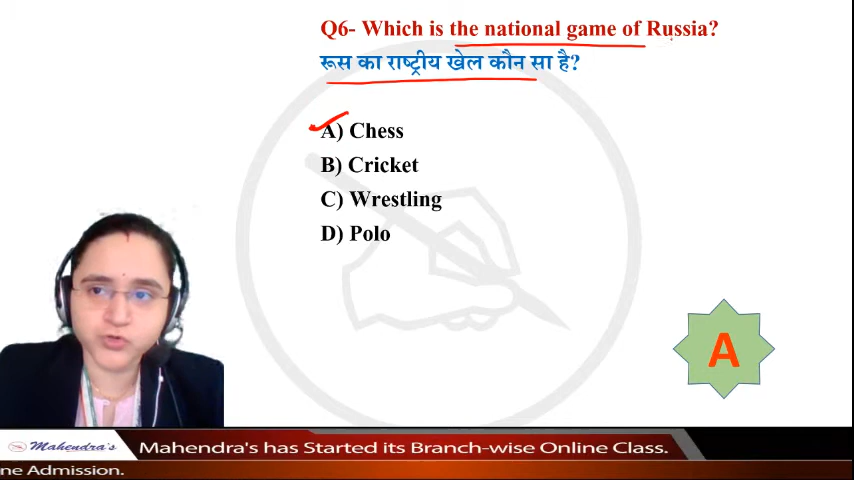 Q6- Which is the national game of Russia?
रूस का राष्ट्रीय खेल कौन सा है?
A) Chess
B) Cricket
C) Wrestling
D) Polo
A
Mahendra's
Mahendra's has Started its Branch-wise Online Class.
ne Admission.